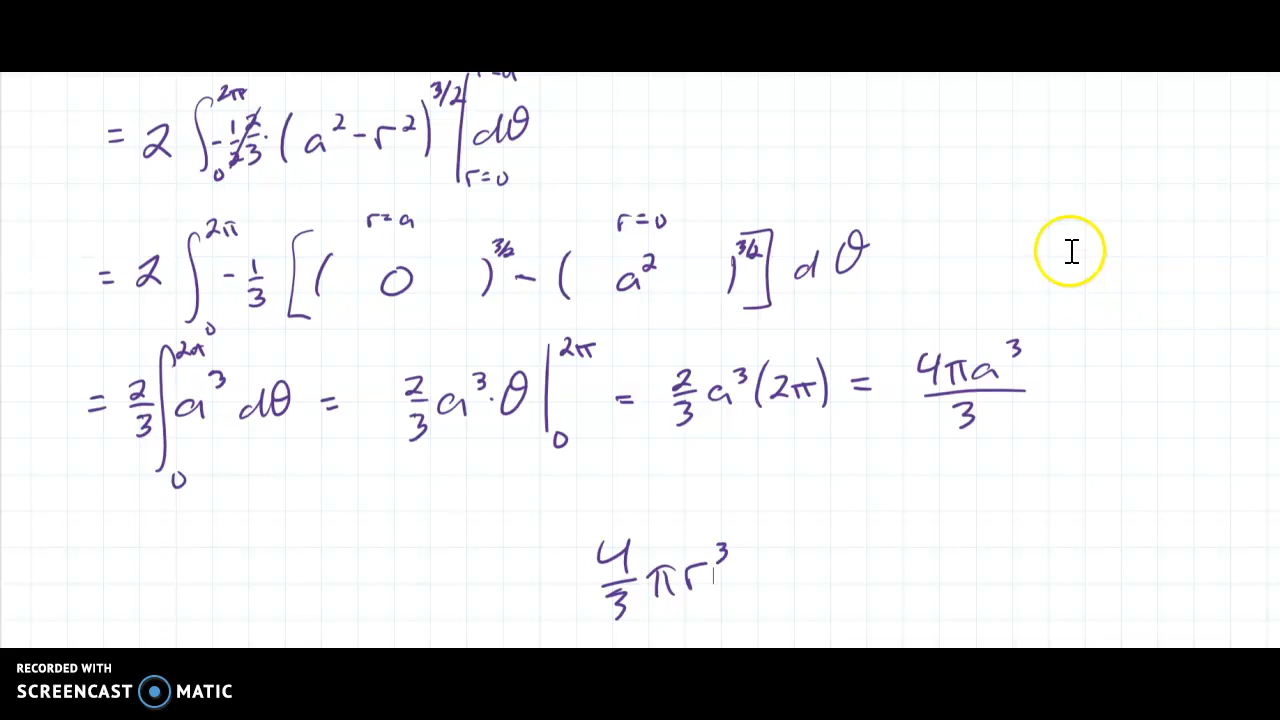 r=a
= 2 ∫₀^{2π} -1/2 · 2/3 · (a² - r²)^{3/2} |_{r=0} dθ
r=a r=0
= 2 ∫₀^{2π} -1/3 [( 0 )^{3/2} - ( a² )^{3/2}] dθ
= 2/3 ∫₀^{2π} a³ dθ = 2/3 a³ · θ |₀^{2π} = 2/3 a³ (2π) = 4πa³/3
4/3 πr³
RECORDED WITH
SCREENCAST MATIC